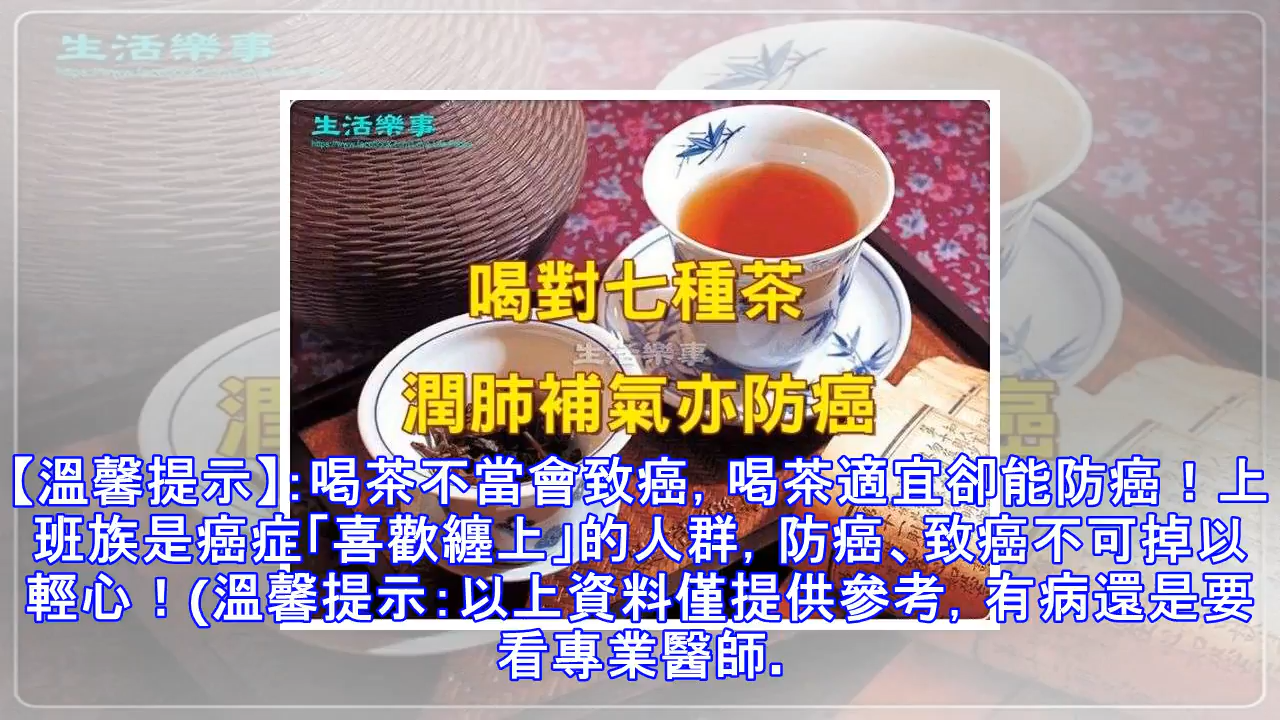 生活樂事
生活樂事
喝對七種茶
生活樂事
潤肺補氣亦防癌
【溫馨提示】:喝茶不當會致癌, 喝茶適宜卻能防癌！上
班族是癌症「喜歡纏上」的人群, 防癌、致癌不可掉以
輕心！(溫馨提示:以上資料僅提供參考, 有病還是要
看專業醫師.